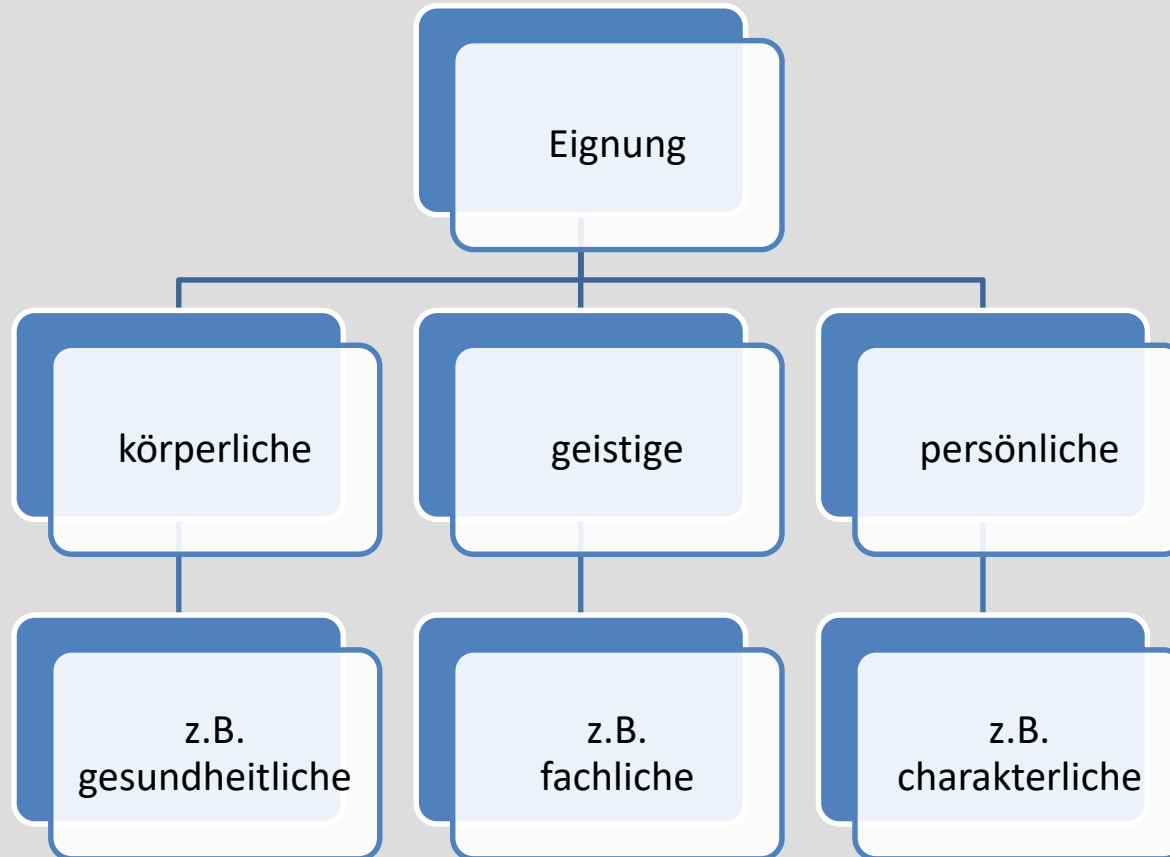 Eignung
körperliche
geistige
persönliche
z.B.
gesundheitliche
z.B.
fachliche
z.B.
charakterliche